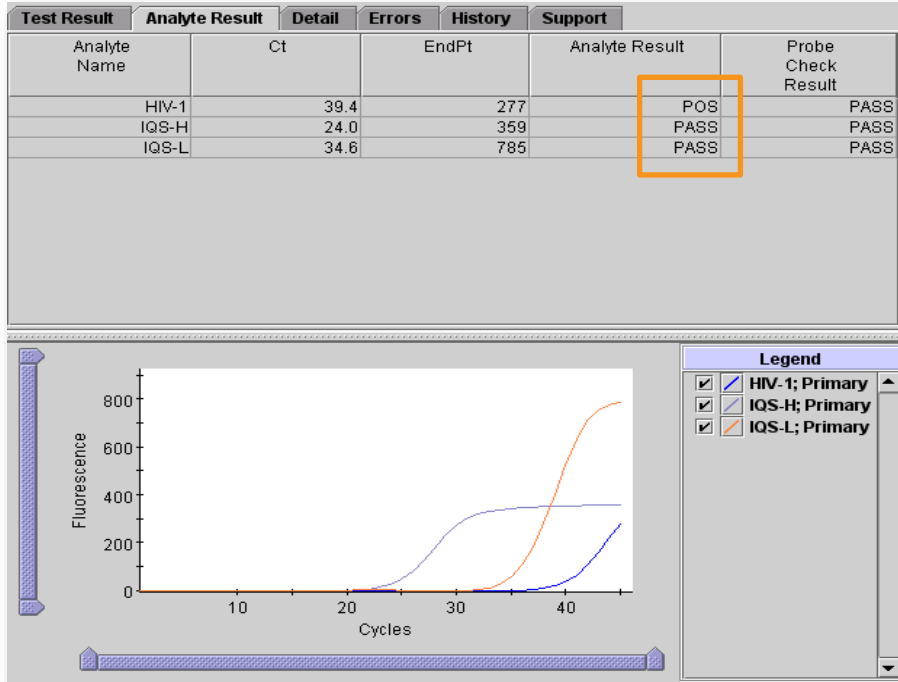 Test Result Analyte Result Detail Errors History Support
Analyte Name Ct EndPt Analyte Result Probe Check Result
HIV-1 39.4 277 POS PASS
IQS-H 24.0 359 PASS PASS
IQS-L 34.6 785 PASS PASS
Legend
HIV-1; Primary
IQS-H; Primary
IQS-L; Primary
Fluorescence
800
600
400
200
0
10 20 30 40
Cycles